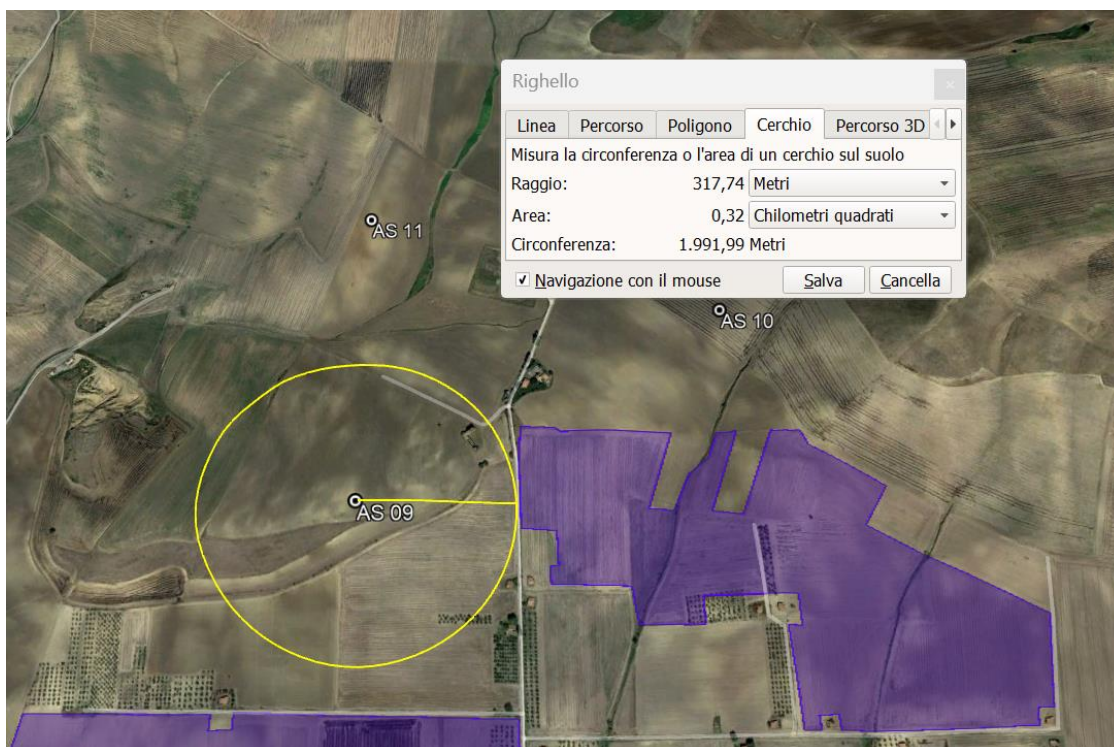 Righello
Linea Percorso Poligono Cerchio Percorso 3D
Misura la circonferenza o l'area di un cerchio sul suolo
Raggio: 317,74 Metri
Area: 0,32 Chilometri quadrati
Circonferenza: 1.991,99 Metri
Navigazione con il mouse Salva Cancella
AS 11
AS 10
AS 09